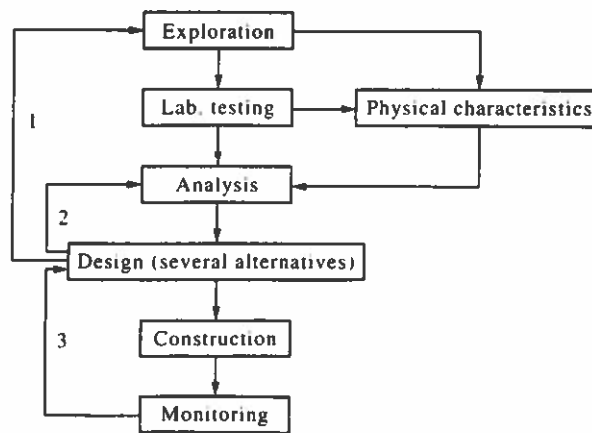 Exploration
Lab. testing
Physical characteristics
1
Analysis
2
Design (several alternatives)
Construction
3
Monitoring